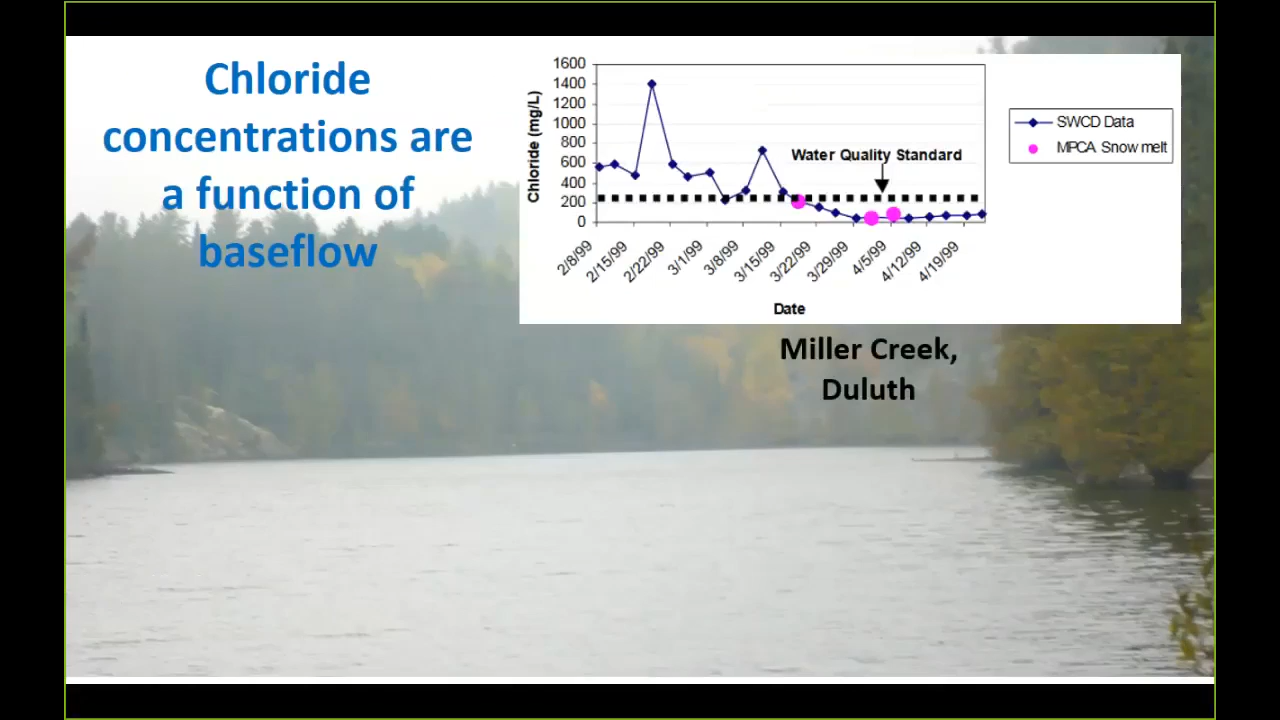 Chloride
concentrations are
a function of
baseflow
1600
1400
1200
1000
800
600
400
200
0
Chloride (mg/L)
Water Quality Standard
SWCD Data
MPCA Snow melt
2/8/99
2/15/99
2/22/99
3/1/99
3/8/99
3/15/99
3/22/99
3/29/99
4/5/99
4/12/99
4/19/99
Date
Miller Creek,
Duluth